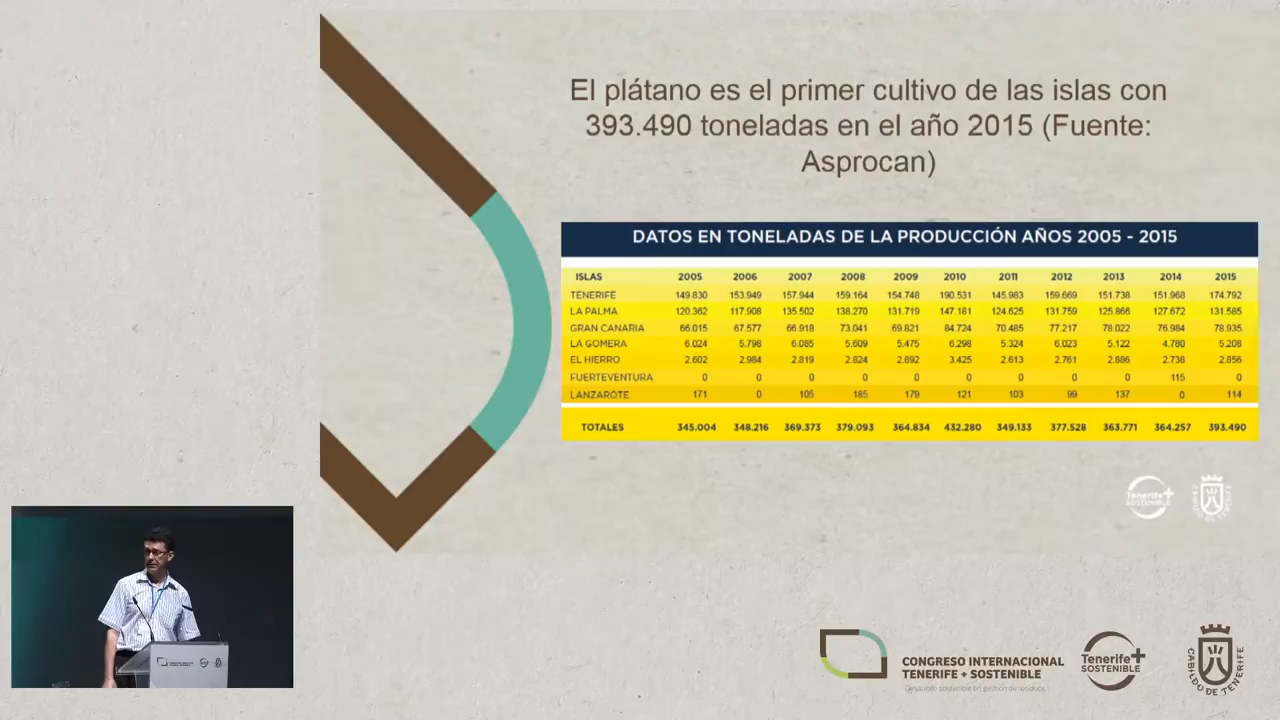 El plátano es el primer cultivo de las islas con
393.490 toneladas en el año 2015 (Fuente:
Asprocan)
DATOS EN TONELADAS DE LA PRODUCCIÓN AÑOS 2005 - 2015
ISLAS 2005 2006 2007 2008 2009 2010 2011 2012 2013 2014 2015
TENERIFE 149.830 153.949 157.944 159.164 154.748 190.531 145.983 159.669 151.738 151.968 174.792
LA PALMA 120.362 117.908 135.502 138.270 131.719 147.181 124.625 131.759 125.866 127.672 131.585
GRAN CANARIA 66.015 67.577 66.918 73.041 69.821 84.724 70.485 77.217 78.022 76.984 78.935
LA GOMERA 6.024 5.798 6.085 5.609 5.475 6.298 5.324 6.023 5.122 4.780 5.208
EL HIERRO 2.602 2.984 2.819 2.824 2.892 3.425 2.613 2.761 2.886 2.738 2.856
FUERTEVENTURA 0 0 0 0 0 0 0 0 0 115 0
LANZAROTE 171 0 105 185 179 121 103 99 137 0 114
TOTALES 345.004 348.216 369.373 379.093 364.834 432.280 349.133 377.528 363.771 364.257 393.490
Tenerife+
SOSTENIBLE
CABILDO DE TENERIFE
CONGRESO INTERNACIONAL
TENERIFE + SOSTENIBLE
Desarrollo sostenible en gestión de residuos
Tenerife+
SOSTENIBLE
CABILDO DE TENERIFE